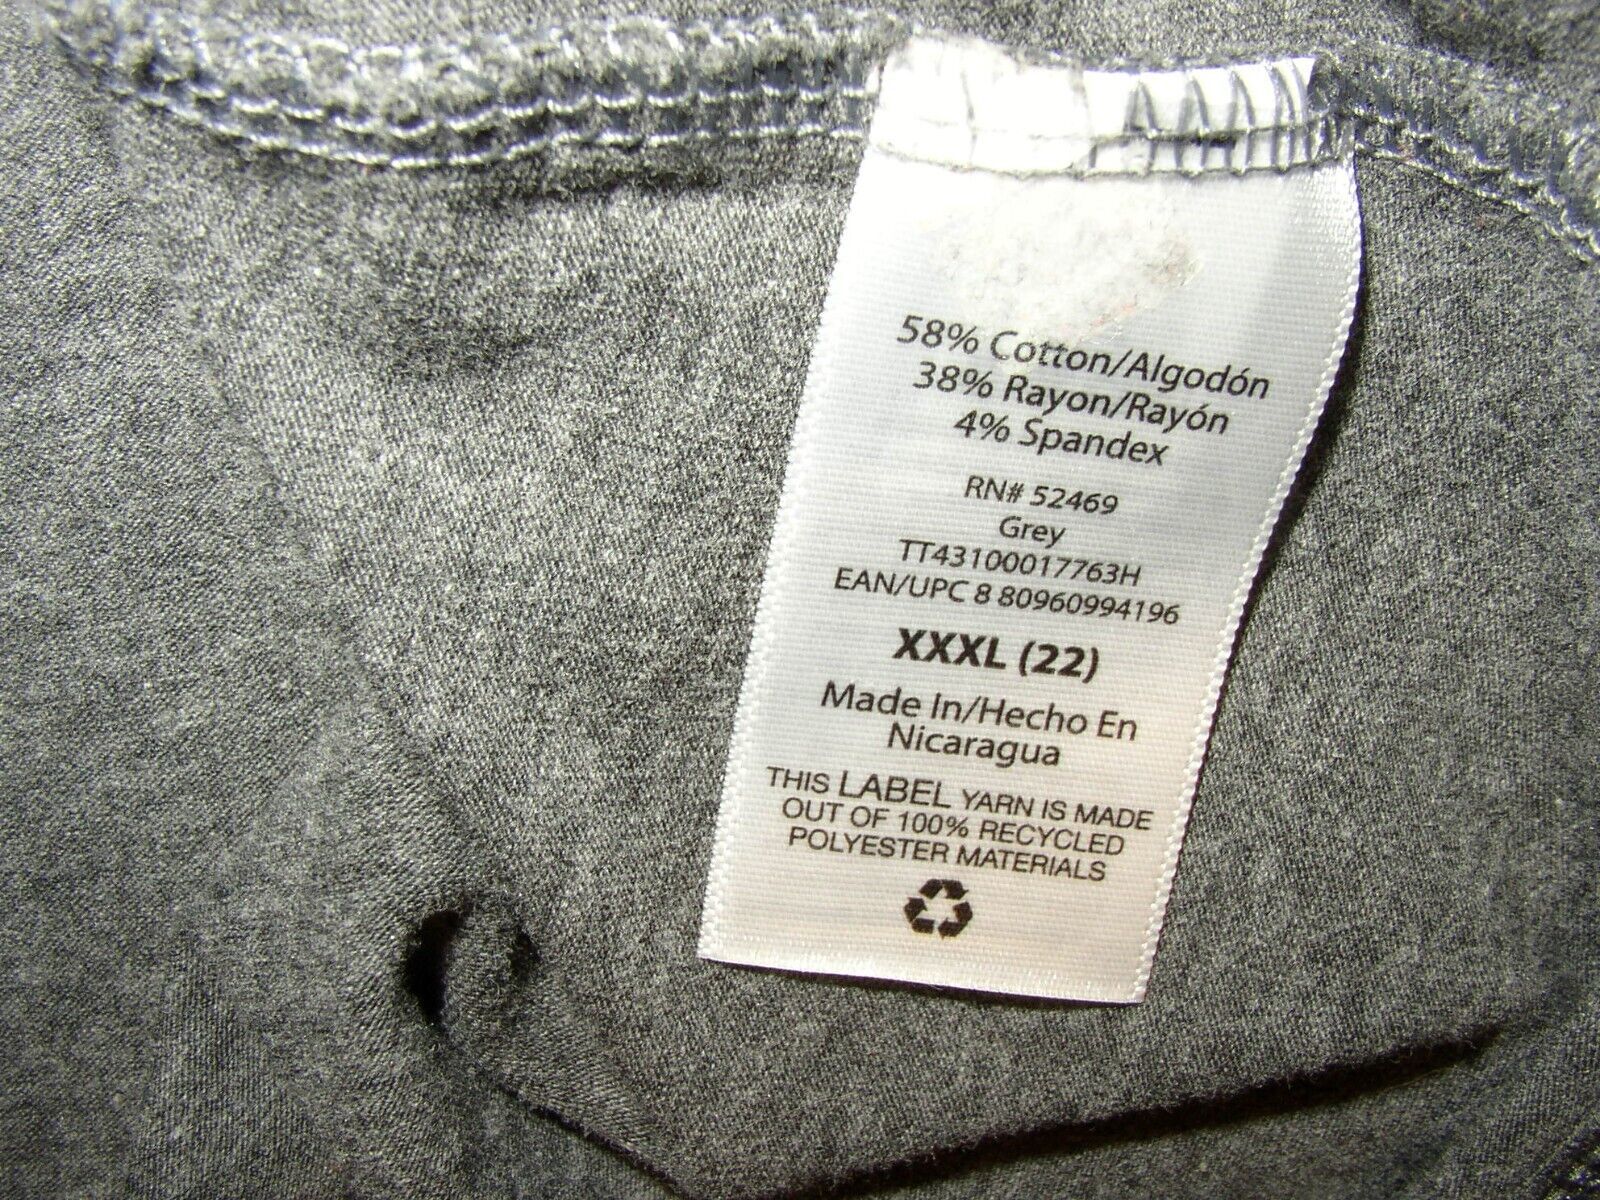 58% Cotton/Algodón
38% Rayon/Rayón
4% Spandex
RN# 52469
Grey
TT43100017763H
EAN/UPC 8 80960994196
XXXL (22)
Made In/Hecho En
Nicaragua
THIS LABEL YARN IS MADE
OUT OF 100% RECYCLED
POLYESTER MATERIALS